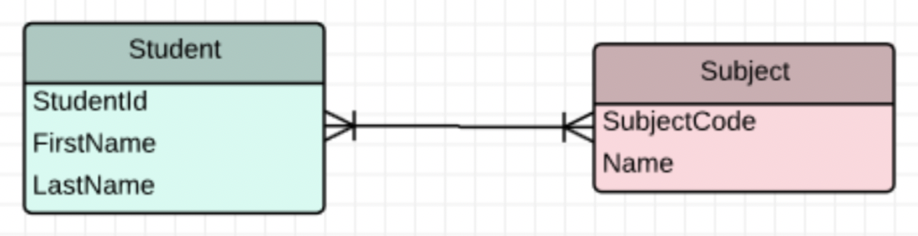 Student
StudentId
FirstName
LastName
Subject
SubjectCode
Name